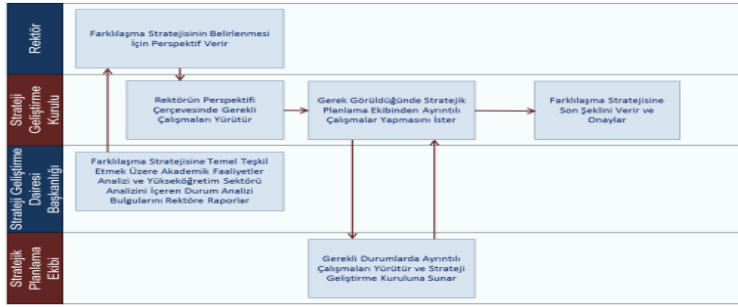 Rektör
Farklılaşma Stratejisinin Belirlenmesi
İçin Perspektif Verir
Strateji
Geliştirme
Kurulu
Rektörün Perspektifi
Çerçevesinde Gerekli
Çalışmaları Yürütür
Gerek Görüldüğünde Stratejik
Planlama Ekibinden Ayrıntılı
Çalışmalar Yapmasını İster
Farklılaşma Stratejisine
Son Şeklini Verir ve
Onaylar
Strateji Geliştirme
Dairesi
Başkanlığı
Farklılaşma Stratejisine Temel Teşkil
Etmek Üzere Akademik Faaliyetler
Analizi ve Yükseköğretim Sektörü
Analizini İçeren Durum Analizi
Bulgularını Rektöre Raporlar
Stratejik
Planlama
Ekibi
Gerekli Durumlarda Ayrıntılı
Çalışmaları Yürütür ve Strateji
Geliştirme Kuruluna Sunar